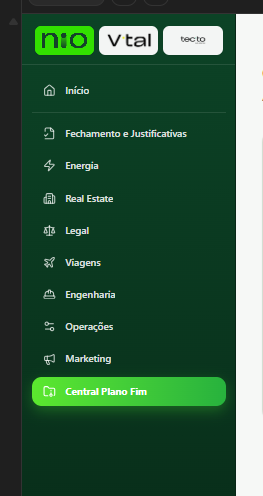 nio V.tal tecto
Início
Fechamento e Justificativas
Energia
Real Estate
Legal
Viagens
Engenharia
Operações
Marketing
Central Plano Fim